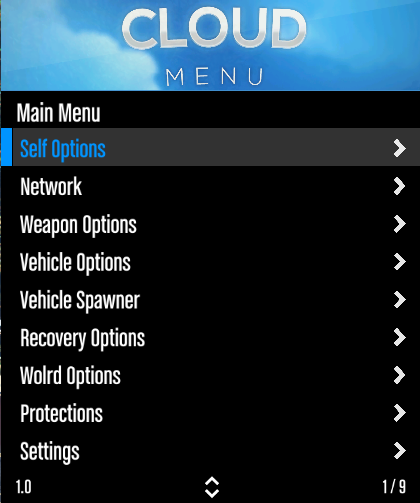 CLOUD
MENU
Main Menu
Self Options
Network
Weapon Options
Vehicle Options
Vehicle Spawner
Recovery Options
Wolrd Options
Protections
Settings
1.0 1 / 9